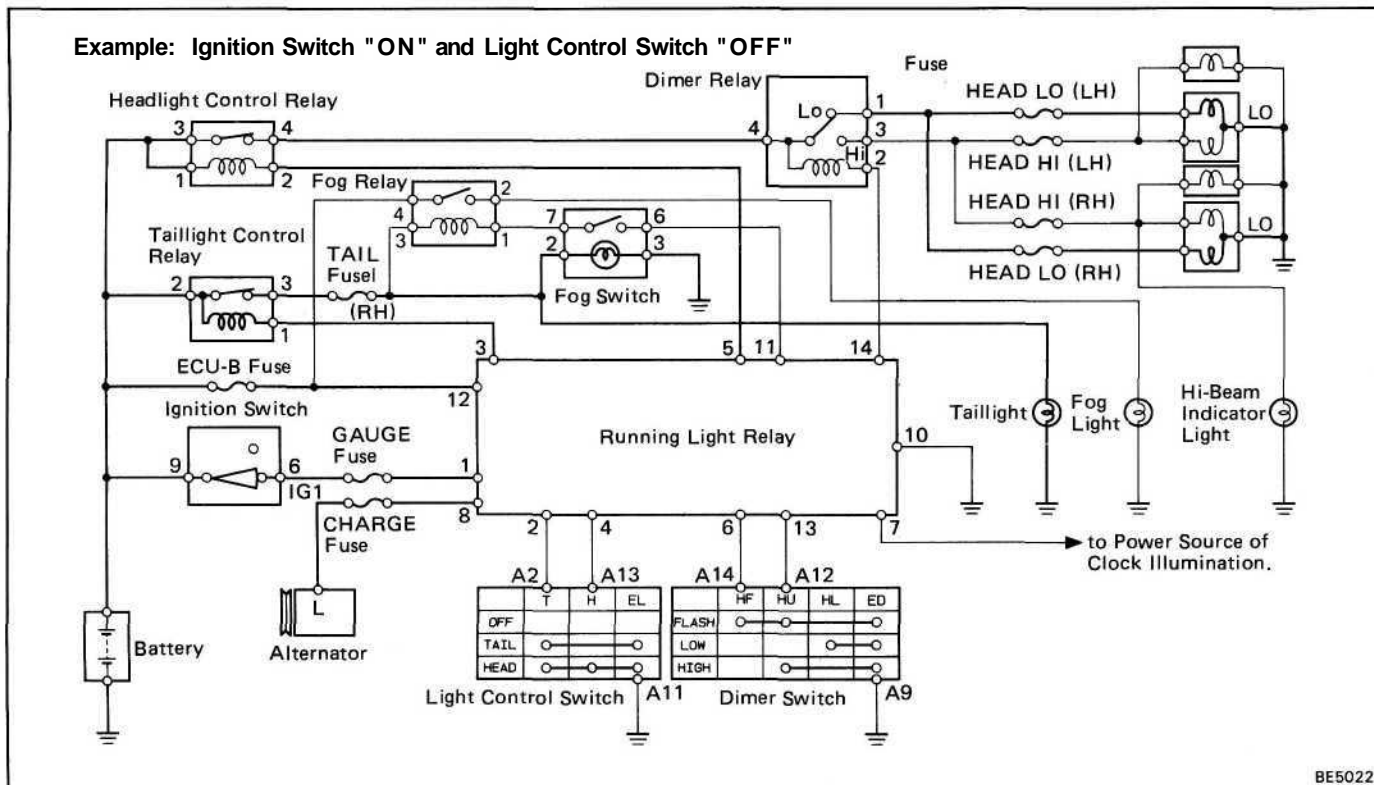 Example: Ignition Switch "ON" and Light Control Switch "OFF"
Headlight Control Relay
3
4
1
2
Dimer Relay
Lo
4
1
3
Hi
2
Fuse
HEAD LO (LH)
HEAD HI (LH)
HEAD HI (RH)
HEAD LO (RH)
LO
LO
Fog Relay
2
4
3
1
7
6
2
3
Fog Switch
Taillight Control
Relay
2
3
1
TAIL
Fusel
(RH)
ECU-B Fuse
Ignition Switch
O
9
6
IG1
GAUGE
Fuse
CHARGE
Fuse
3
5
11
14
12
1
8
10
Running Light Relay
2
4
6
13
7
Taillight
Fog
Light
Hi-Beam
Indicator
Light
to Power Source of
Clock Illumination.
Battery
L
Alternator
A2
A13
T H EL
OFF
TAIL
HEAD
Light Control Switch
A11
A14
A12
HF HU HL ED
FLASH
LOW
HIGH
Dimer Switch
A9
BE5022